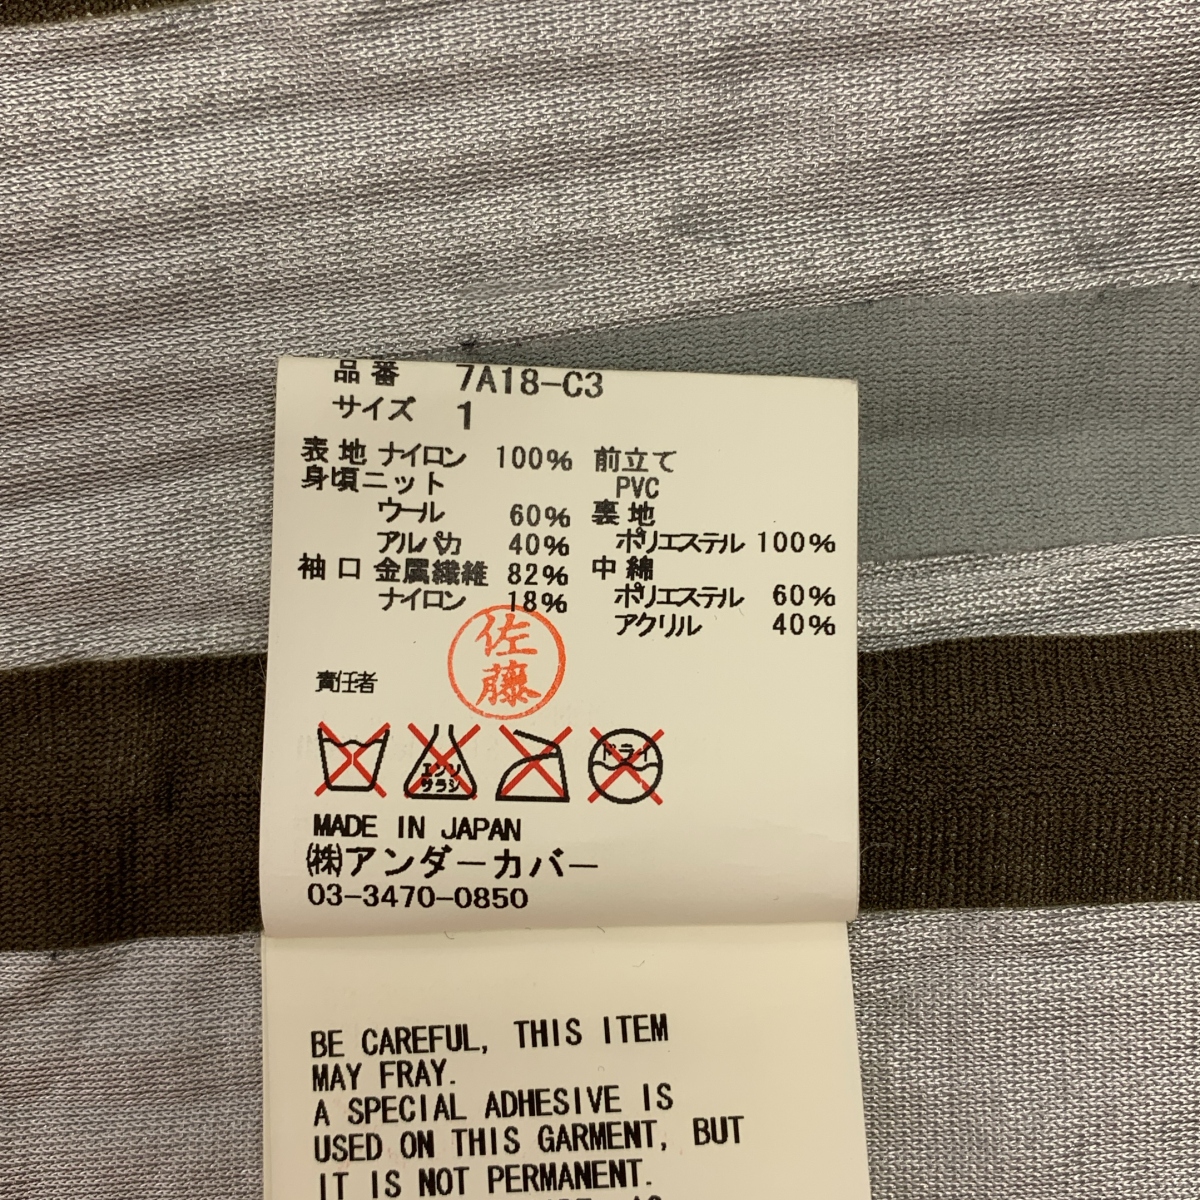 品番 7A18-C3
サイズ 1
表地 ナイロン 100%
身頃ニット
ウール 60%
アルパカ 40%
袖口 金属繊維 82%
ナイロン 18%
前立て
PVC
裏地
ポリエステル 100%
中綿
ポリエステル 60%
アクリル 40%
責任者
佐藤
エンソ
サラシ
ドライ
MADE IN JAPAN
㈱アンダーカバー
03-3470-0850
BE CAREFUL, THIS ITEM
MAY FRAY.
A SPECIAL ADHESIVE IS
USED ON THIS GARMENT, BUT
IT IS NOT PERMANENT.